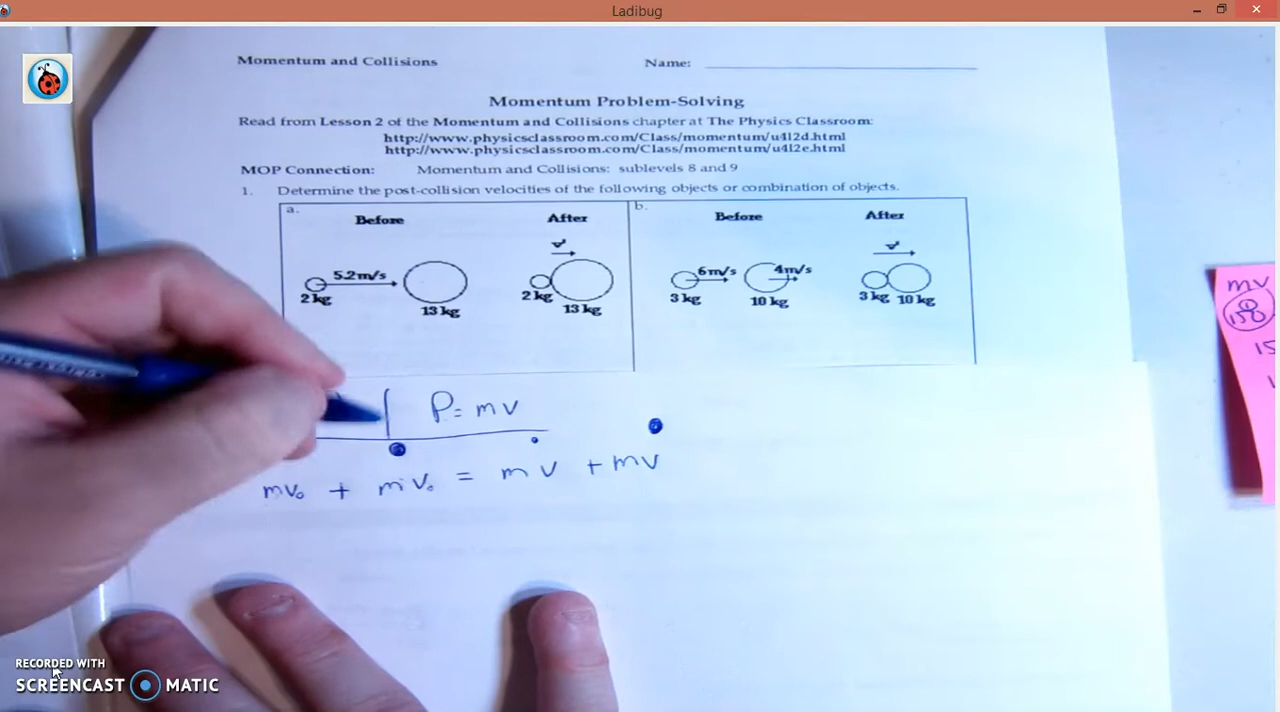 Ladibug
Momentum and Collisions Name:
Momentum Problem-Solving
Read from Lesson 2 of the Momentum and Collisions chapter at The Physics Classroom:
http://www.physicsclassroom.com/Class/momentum/u4l2d.html
http://www.physicsclassroom.com/Class/momentum/u4l2e.html
MOP Connection: Momentum and Collisions: sublevels 8 and 9
1. Determine the post-collision velocities of the following objects or combination of objects.
a. b.
Before After Before After
v' v'
5.2 m/s 6 m/s 4 m/s
2 kg 13 kg 2 kg 13 kg 3 kg 10 kg 3 kg 10 kg
P = mv
mv₀ + mv₀ = mv + mv
mv
RECORDED WITH
SCREENCAST MATIC